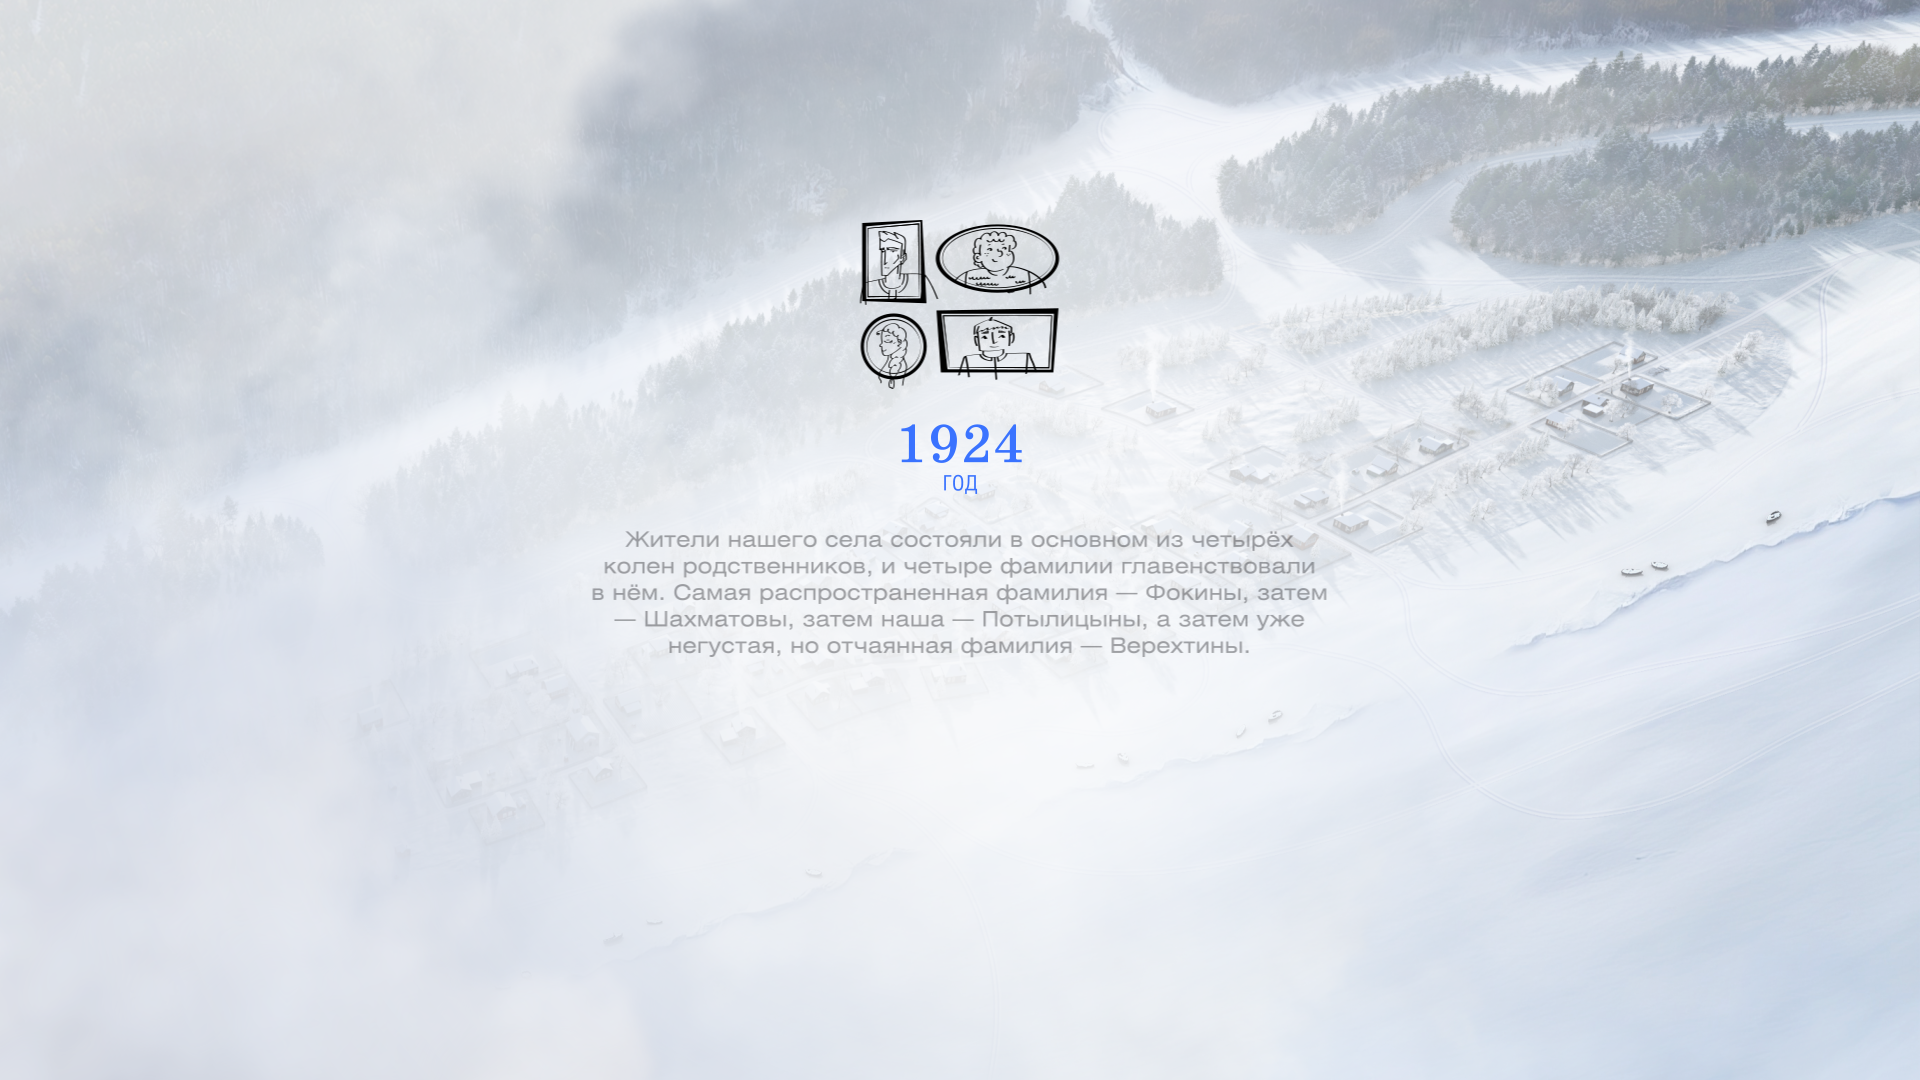 1924
ГОД
Жители нашего села состояли в основном из четырёх
колен родственников, и четыре фамилии главенствовали
в нём. Самая распространенная фамилия — Фокины, затем
— Шахматовы, затем наша — Потылицыны, а затем уже
негустая, но отчаянная фамилия — Верехтины.